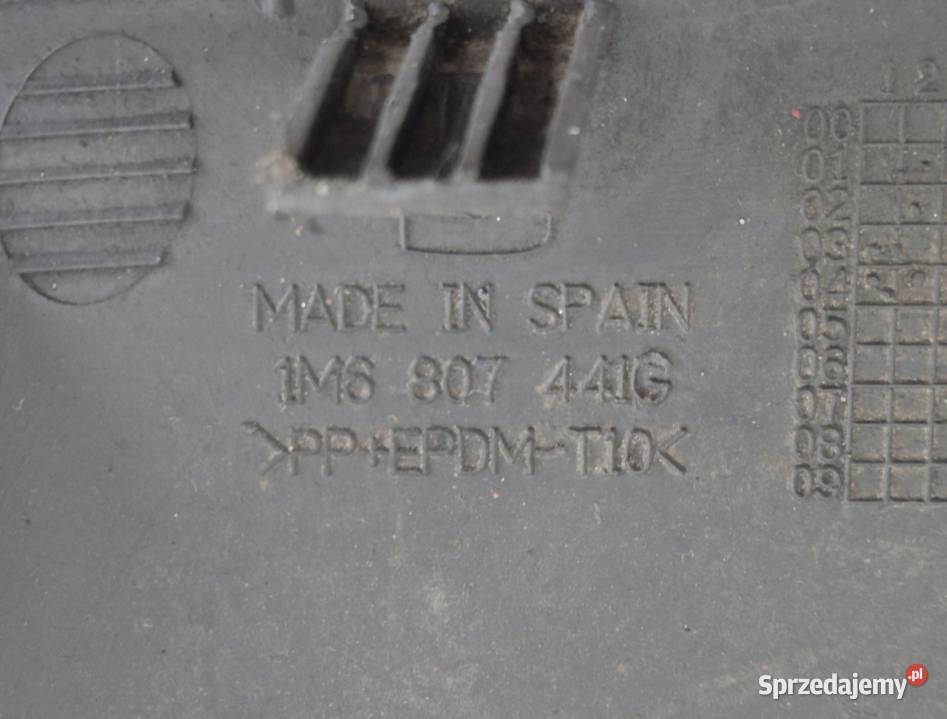 1 2
00
01
02
03
04
05
06
07
08
09
MADE IN SPAIN
1M6 807 441G
>PP+EPDM-T10<
Sprzedajemy.pl